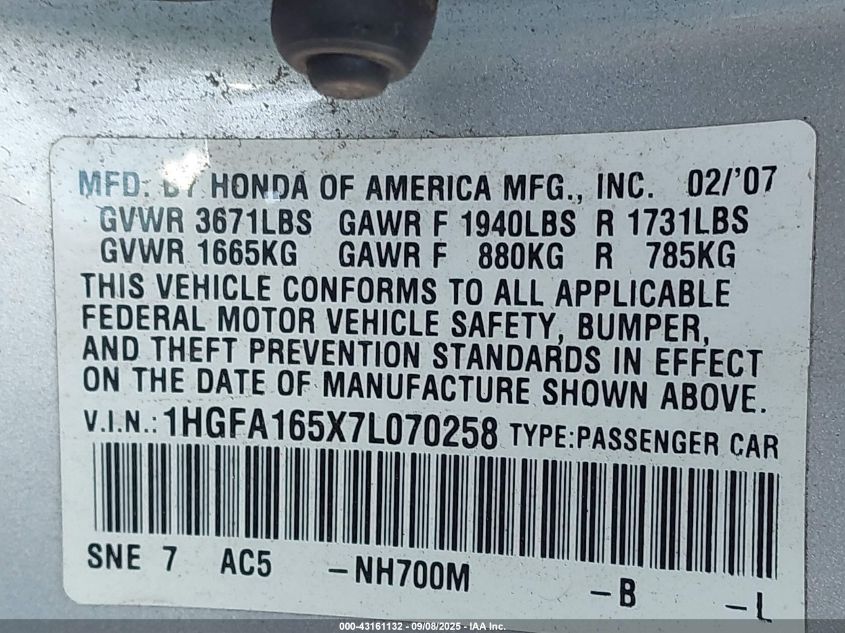 MFD. BY HONDA OF AMERICA MFG., INC. 02/'07
GVWR 3671LBS GAWR F 1940LBS R 1731LBS
GVWR 1665KG GAWR F 880KG R 785KG
THIS VEHICLE CONFORMS TO ALL APPLICABLE
FEDERAL MOTOR VEHICLE SAFETY, BUMPER,
AND THEFT PREVENTION STANDARDS IN EFFECT
ON THE DATE OF MANUFACTURE SHOWN ABOVE.
V.I.N.: 1HGFA165X7L070258 TYPE:PASSENGER CAR
SNE 7 AC5 -NH700M -B -L
000-43161132 - 09/08/2025 - IAA Inc.